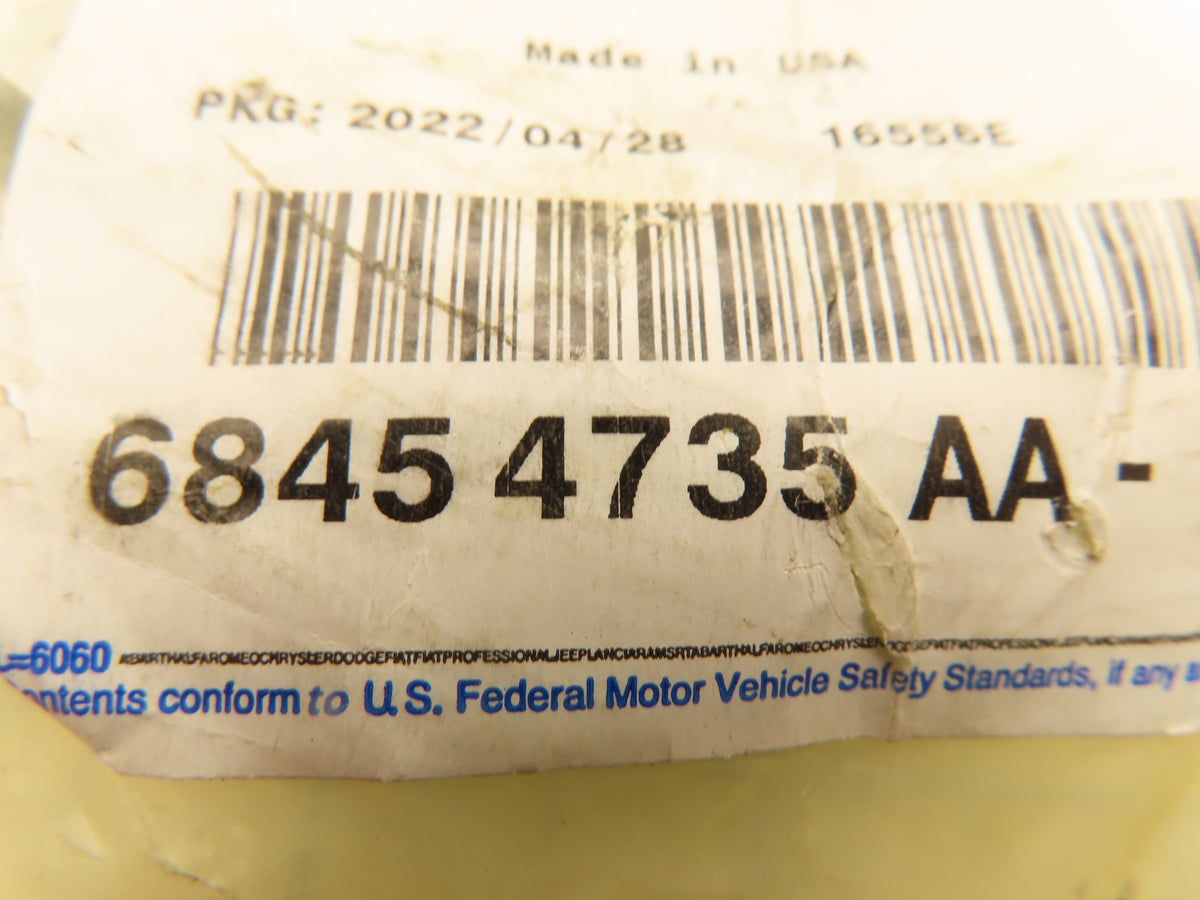 Made in USA
PKG: 2022/04/28 16556E
6845 4735 AA -
L=6060 ABARTHALFAROMEOCHRYSLERDODGEFIATFIATPROFESSIONALJEEPLANCIARAMSRTABARTHALFAROMEOCHRYSLERDODGEFIATFIATPROFESSIONALJEEPLANCIA
ontents conform to U.S. Federal Motor Vehicle Safety Standards, if any a